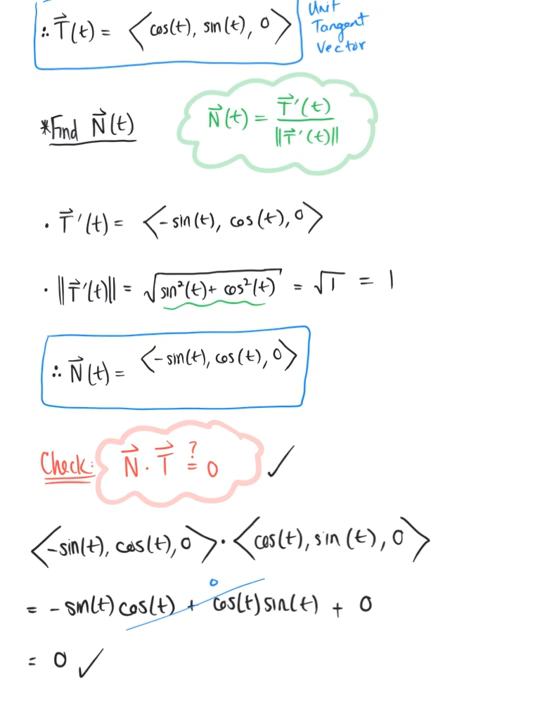 ∴ T⃗(t) = ⟨cos(t), sin(t), 0⟩
Unit
Tangent
Vector
*Find N⃗(t)
N⃗(t) = T⃗'(t) / ||T⃗'(t)||
· T⃗'(t) = ⟨-sin(t), cos(t), 0⟩
· ||T⃗'(t)|| = √(sin²(t) + cos²(t)) = √1 = 1
∴ N⃗(t) = ⟨-sin(t), cos(t), 0⟩
Check: N⃗ · T⃗ ?= 0 ✓
⟨-sin(t), cos(t), 0⟩ · ⟨cos(t), sin(t), 0⟩
0
= -sin(t)cos(t) + cos(t)sin(t) + 0
= 0 ✓